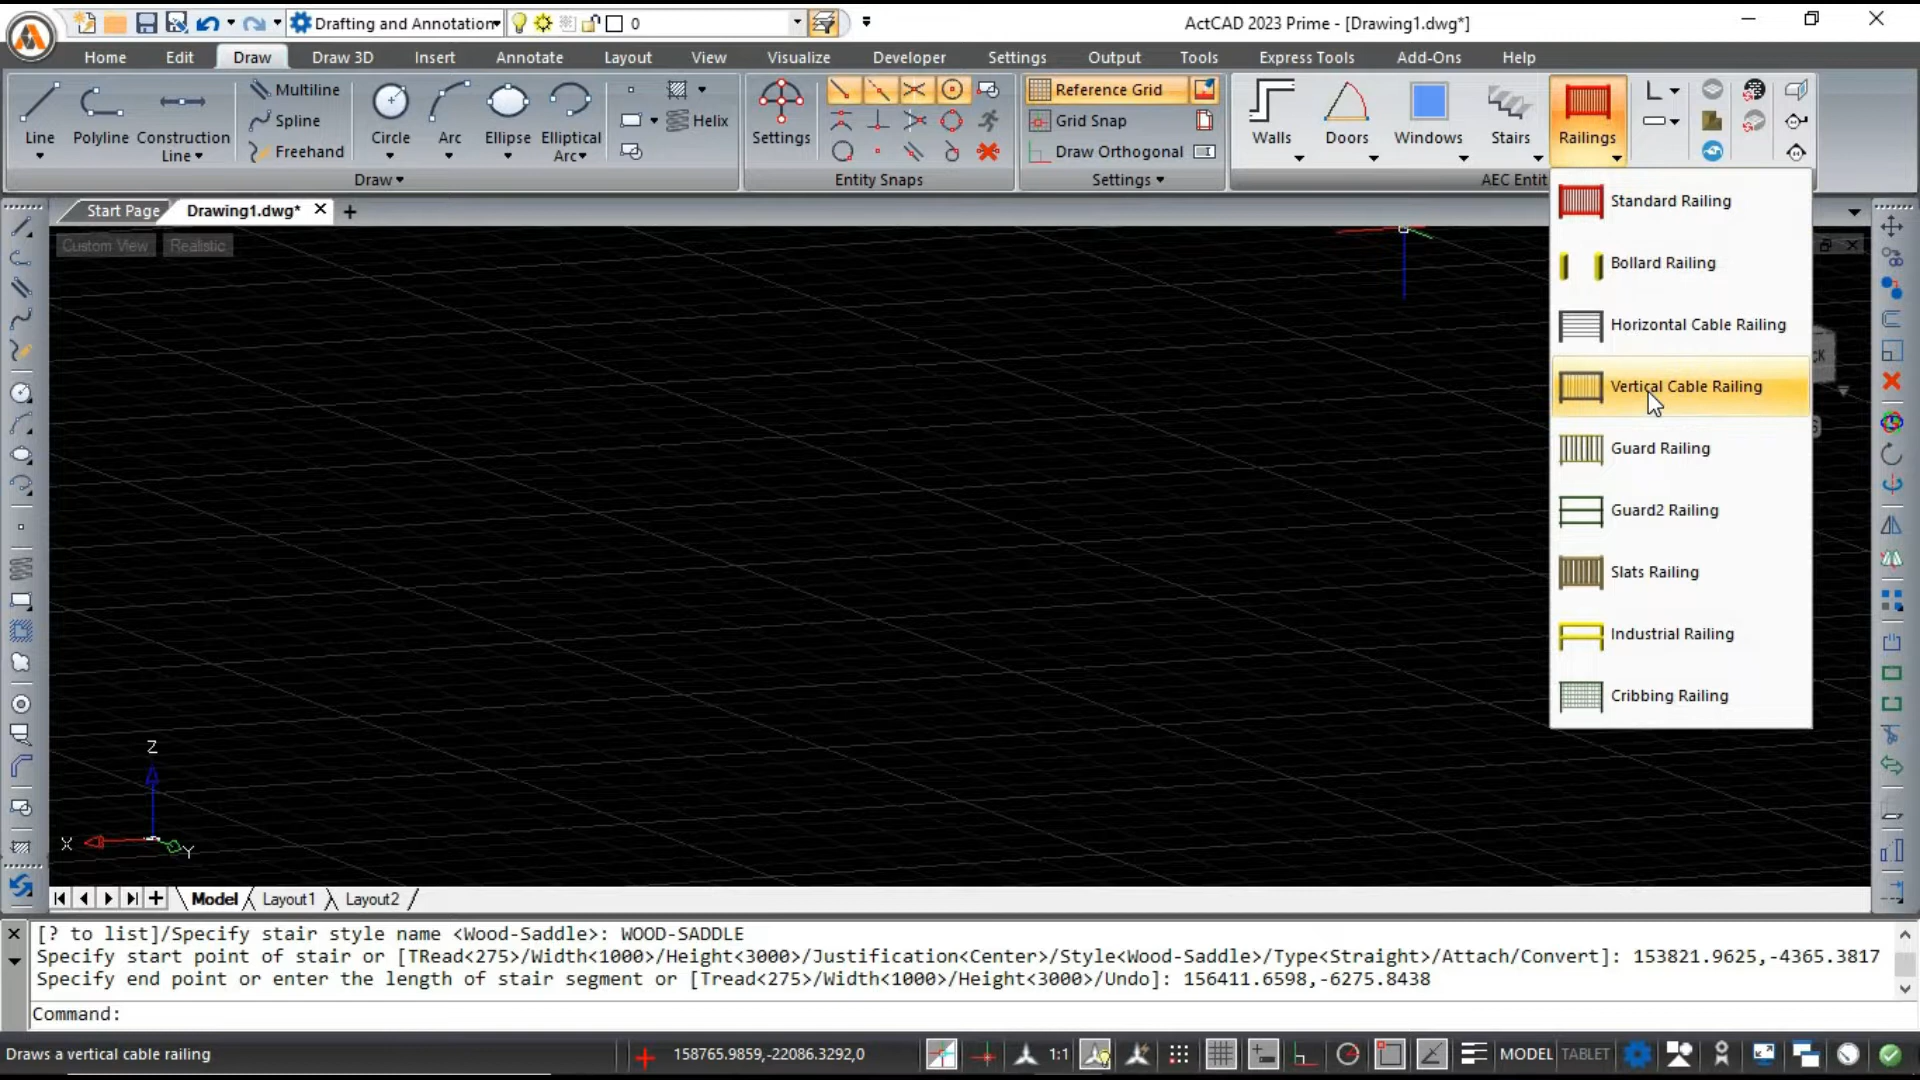 Drafting and Annotation
0
ActCAD 2023 Prime - [Drawing1.dwg*]
Home Edit Draw Draw 3D Insert Annotate Layout View Visualize Developer Settings Output Tools Express Tools Add-Ons Help
Line
Polyline
Construction Line
Multiline
Spline
Freehand
Circle
Arc
Ellipse
Elliptical Arc
Helix
Draw
Settings
Entity Snaps
Reference Grid
Grid Snap
Draw Orthogonal
Settings
Walls
Doors
Windows
Stairs
Railings
AEC Entit
Start Page
Drawing1.dwg*
Custom View
Realistic
Standard Railing
Bollard Railing
Horizontal Cable Railing
Vertical Cable Railing
Guard Railing
Guard2 Railing
Slats Railing
Industrial Railing
Cribbing Railing
Z
X
Y
Model Layout1 Layout2
[? to list]/Specify stair style name <Wood-Saddle>: WOOD-SADDLE
Specify start point of stair or [TRead<275>/Width<1000>/Height<3000>/Justification<Center>/Style<Wood-Saddle>/Type<Straight>/Attach/Convert]: 153821.9625,-4365.3817
Specify end point or enter the length of stair segment or [Tread<275>/Width<1000>/Height<3000>/Undo]: 156411.6598,-6275.8438
Command:
Draws a vertical cable railing
158765.9859,-22086.3292,0
1:1
MODEL TABLET